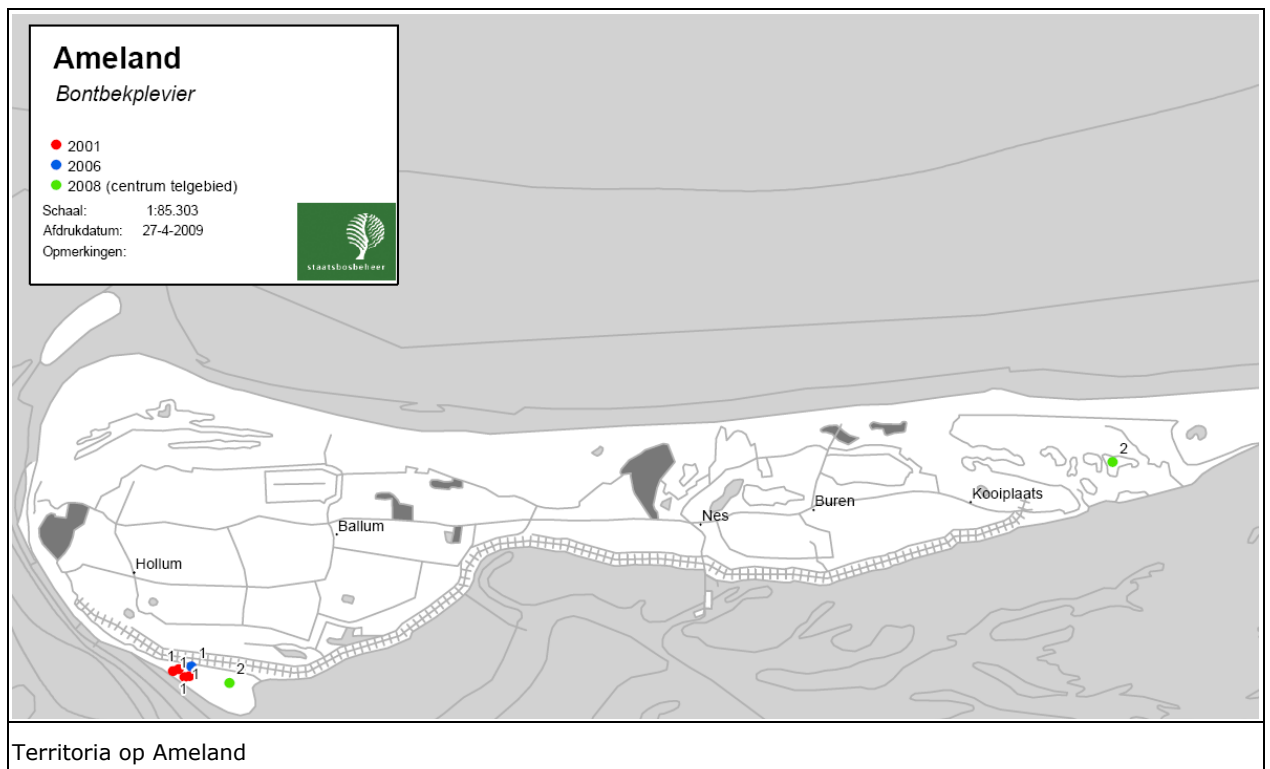 Ameland
Bontbekplevier
2001
2006
2008 (centrum telgebied)
Schaal: 1:85.303
Afdrukdatum: 27-4-2009
Opmerkingen:
staatsbosbeheer
2
Kooiplaats
Buren
Nes
Ballum
Hollum
1
1
1
1
1
2
Territoria op Ameland